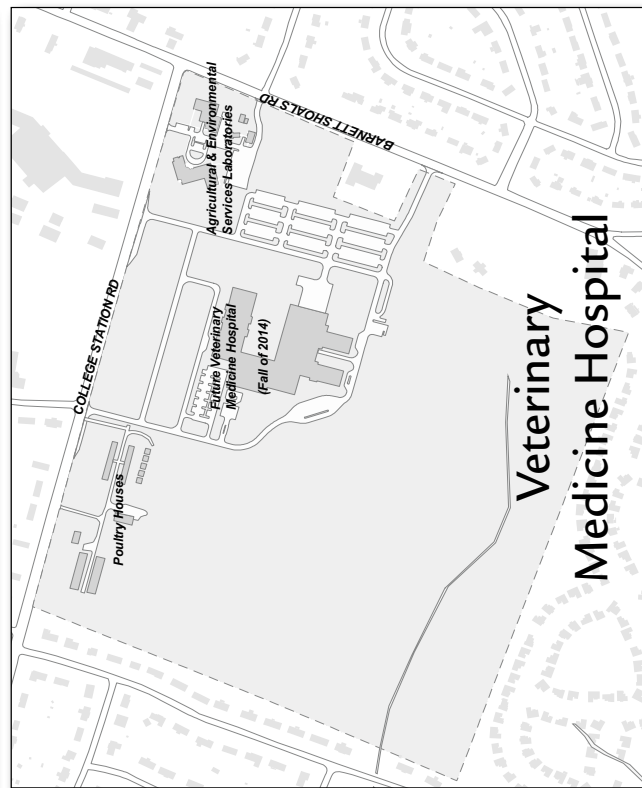 COLLEGE STATION RD
BARNETT SHOALS RD
Agricultural & Environmental
Services Laboratories
Future Veterinary
Medicine Hospital
(Fall of 2014)
Poultry Houses
Veterinary
Medicine Hospital